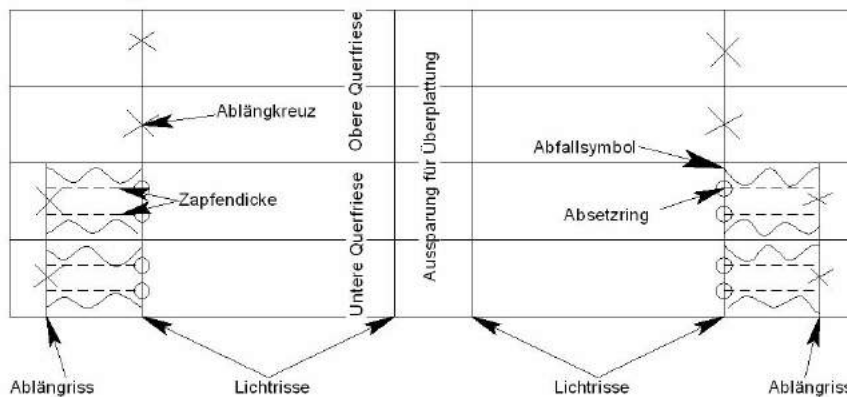 Obere Querfriese
Untere Querfriese
Aussparung für Überplattung
Ablängkreuz
Zapfendicke
Abfallsymbol
Absetzring
Ablängriss
Lichtrisse
Lichtrisse
Ablängriss